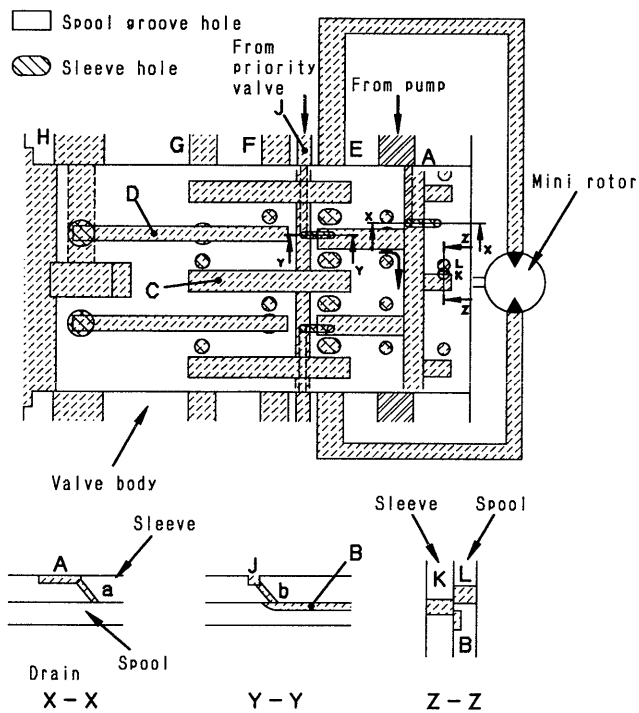 Spool groove hole
Sleeve hole
From
priority
valve
From pump
J
H
G
F
E
A
Mini rotor
D
X
X
Y
Y
Z
Z
L
K
C
Valve body
Sleeve
Spool
Sleeve
A
a
Spool
Drain
X-X
J
b
B
Y-Y
K
L
B
Z-Z